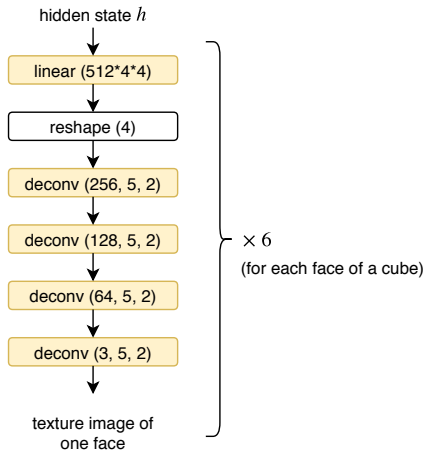 hidden state h
linear (512*4*4)
reshape (4)
deconv (256, 5, 2)
deconv (128, 5, 2)
deconv (64, 5, 2)
deconv (3, 5, 2)
texture image of
one face
× 6
(for each face of a cube)